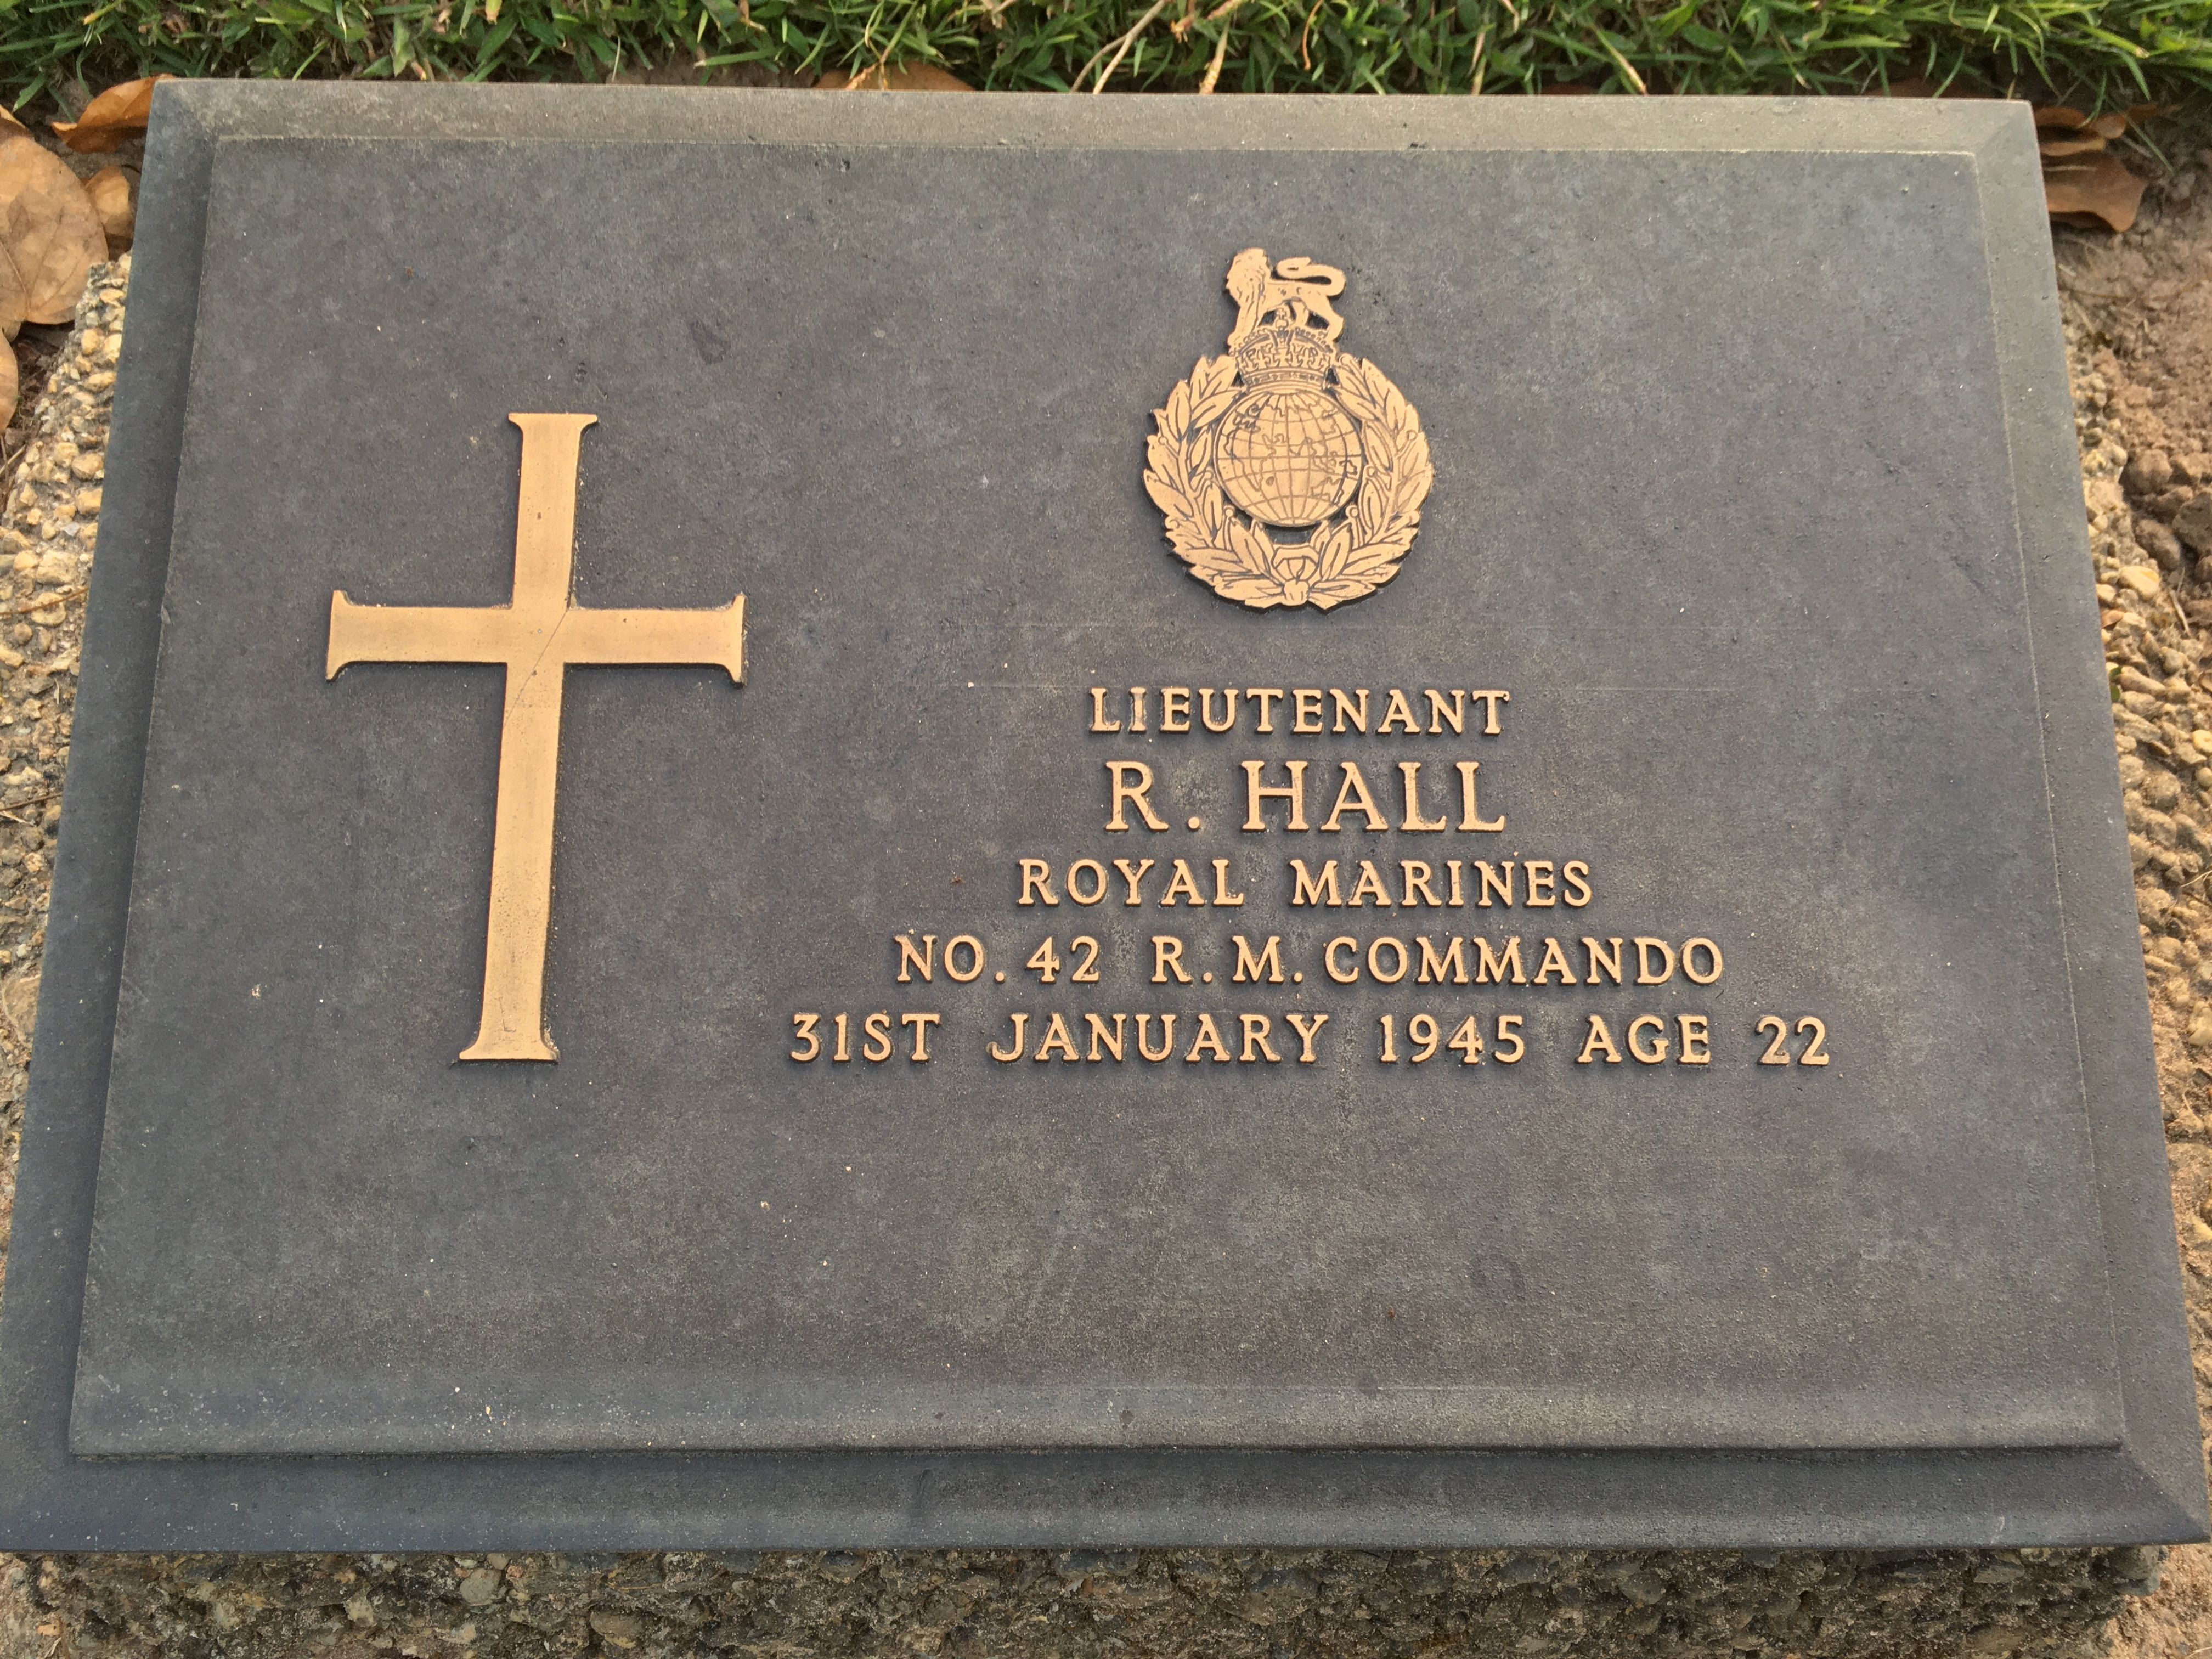 LIEUTENANT
R. HALL
ROYAL MARINES
NO. 42 R.M. COMMANDO
31ST JANUARY 1945 AGE 22